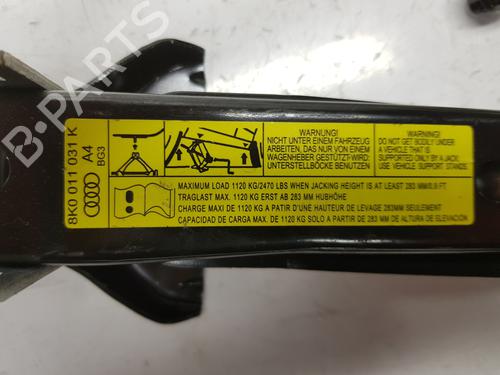 8K0 011 031 K
A4
BG3
WARNUNG!
NICHT UNTER EINEM FAHRZEUG
ARBEITEN, DAS NUR VON EINEM
WAGENHEBER GESTÜTZT WIRD:
UNTERSTELLBÖCKE BENUTZEN!
WARNING!
DO NOT GET BODILY UNDER
A VEHICLE THAT IS
SUPPORTED ONLY BY A JACK.
USE VEHICLE SUPPORT STANDS!
MAXIMUM LOAD 1120 KG/2470 LBS WHEN JACKING HEIGHT IS AT LEAST 283 MM/0.9 FT.
TRAGLAST MAX. 1120 KG ERST AB 283 MM HUBHÖHE
CHARGE MAXI DE 1120 KG A PATIR D'UNE HAUTEUR DE LEVAGE 283MM SEULEMENT
CAPACIDAD DE CARGA MAX. DE 1120 KG SOLO A PARTIR DE 283 MM DE ALTURA DE ELEVACION
B-PARTS